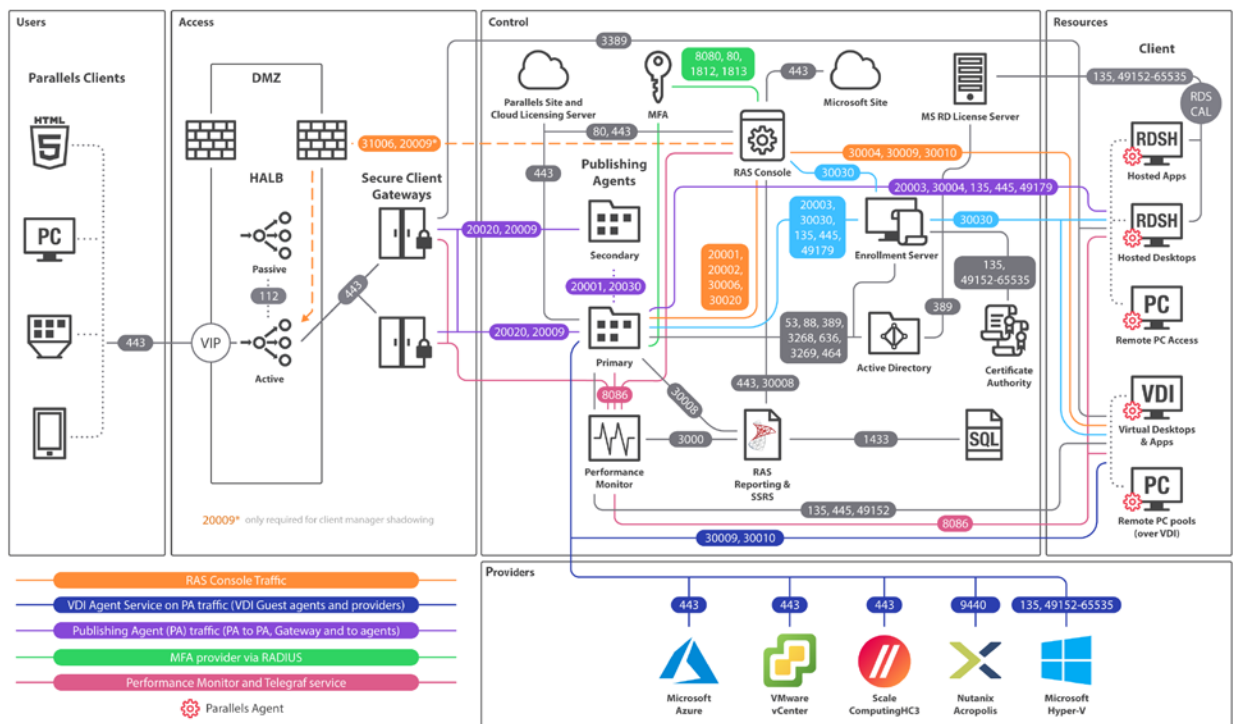 Users
Access
Control
Resources
Parallels Clients
HTML
5
PC
443
DMZ
HALB
Passive
112
VIP
Active
443
Secure Client
Gateways
31006, 20009*
20009* only required for client manager shadowing
3389
Parallels Site and
Cloud Licensing Server
8080, 80,
1812, 1813
MFA
443
Microsoft Site
MS RD License Server
80, 443
443
RAS Console
Publishing
Agents
20020, 20009
Secondary
20001, 20030
20020, 20009
Primary
30030
30004, 30009, 30010
20003, 30004, 135, 445, 49179
20003,
30030,
135, 445,
49179
Enrollment Server
30030
20001,
20002,
30006,
30020
135,
49152-65535
389
53, 88, 389,
3268, 636,
3269, 464
Active Directory
Certificate
Authority
8086
30008
443, 30008
Performance
Monitor
3000
RAS
Reporting &
SSRS
1433
SQL
135, 445, 49152
8086
30009, 30010
Client
135, 49152-65535
RDS
CAL
RDSH
Hosted Apps
RDSH
Hosted Desktops
PC
Remote PC Access
VDI
Virtual Desktops
& Apps
PC
Remote PC pools
(over VDI)
RAS Console Traffic
VDI Agent Service on PA traffic (VDI Guest agents and providers)
Publishing Agent (PA) traffic (PA to PA, Gateway and to agents)
MFA provider via RADIUS
Performance Monitor and Telegraf service
Parallels Agent
Providers
443
443
443
9440
135, 49152-65535
Microsoft
Azure
VMware
vCenter
Scale
ComputingHC3
Nutanix
Acropolis
Microsoft
Hyper-V